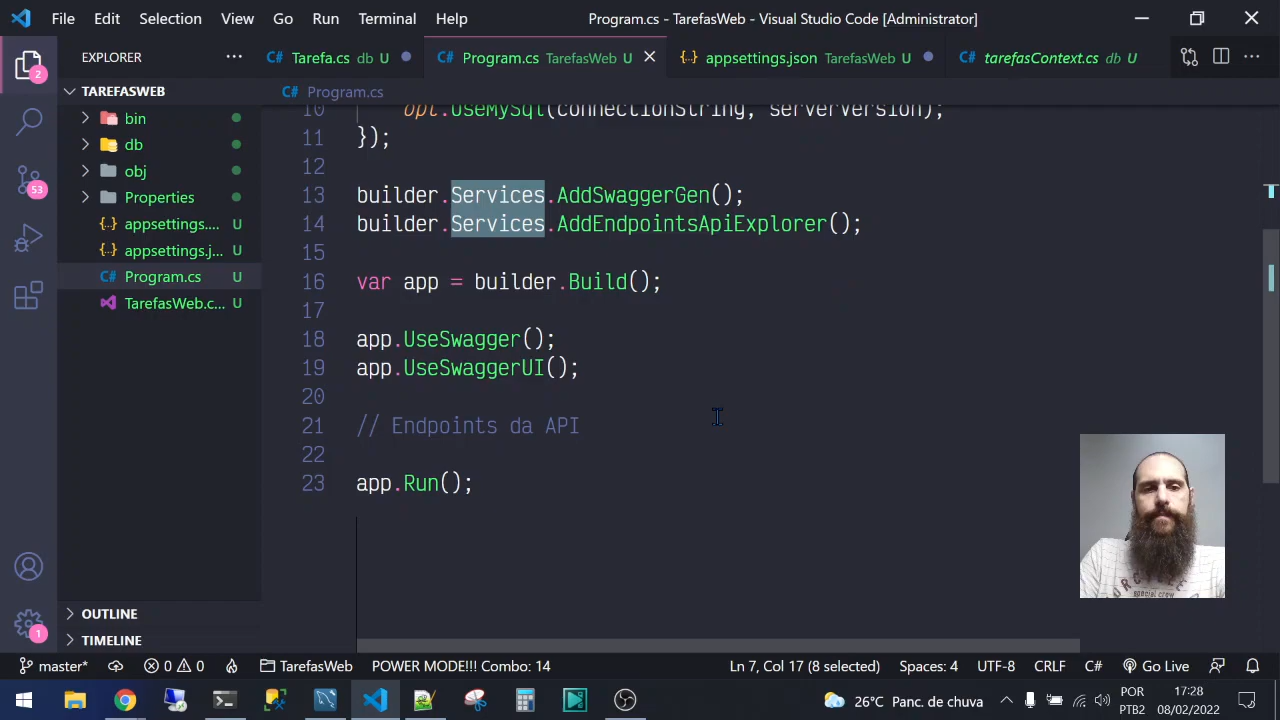 File Edit Selection View Go Run Terminal Help Program.cs - TarefasWeb - Visual Studio Code [Administrator]
EXPLORER
Tarefa.cs db U
Program.cs TarefasWeb U
appsettings.json TarefasWeb U
tarefasContext.cs db U
2
TAREFASWEB
bin
db
obj
Properties
appsettings.... U
appsettings.j... U
Program.cs U
TarefasWeb.c... U
53
OUTLINE
TIMELINE
1
Program.cs
10 opt.UseMySql(connectionString, serverVersion);
11 });
12
13 builder.Services.AddSwaggerGen();
14 builder.Services.AddEndpointsApiExplorer();
15
16 var app = builder.Build();
17
18 app.UseSwagger();
19 app.UseSwaggerUI();
20
21 // Endpoints da API
22
23 app.Run();
special crew
master* 0 0 TarefasWeb POWER MODE!!! Combo: 14 Ln 7, Col 17 (8 selected) Spaces: 4 UTF-8 CRLF C# Go Live
26°C Panc. de chuva
POR
PTB2
17:28
08/02/2022